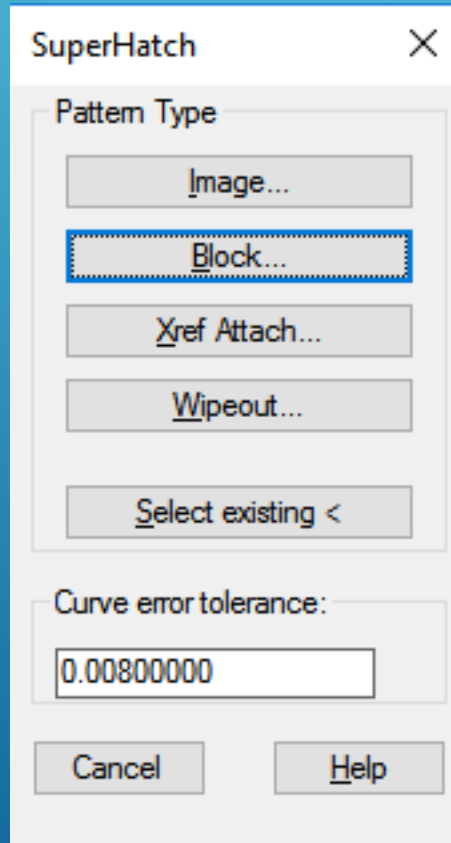 SuperHatch
Pattern Type
Image...
Block...
Xref Attach...
Wipeout...
Select existing <
Curve error tolerance:
0.00800000
Cancel Help